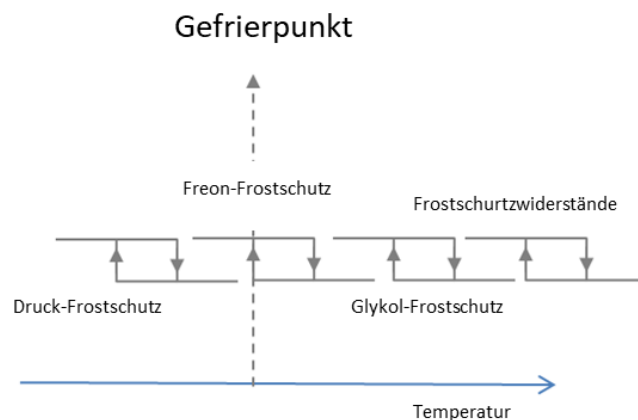 Gefrierpunkt
Freon-Frostschutz
Frostschurtzwiderstände
Druck-Frostschutz
Glykol-Frostschutz
Temperatur